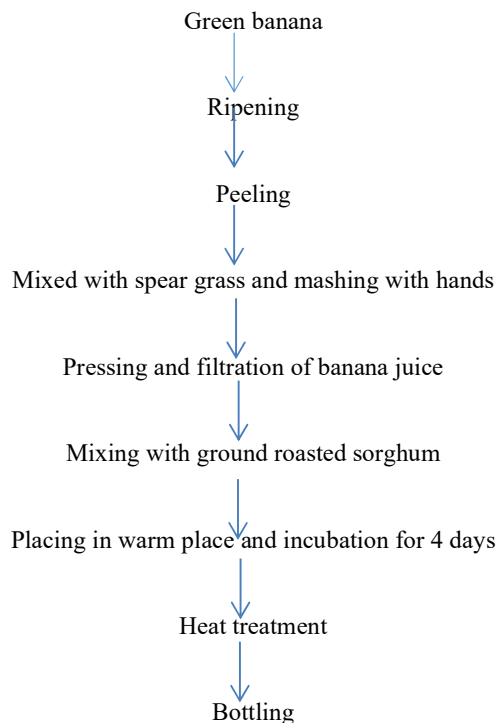 Green banana
Ripening
Peeling
Mixed with spear grass and mashing with hands
Pressing and filtration of banana juice
Mixing with ground roasted sorghum
Placing in warm place and incubation for 4 days
Heat treatment
Bottling